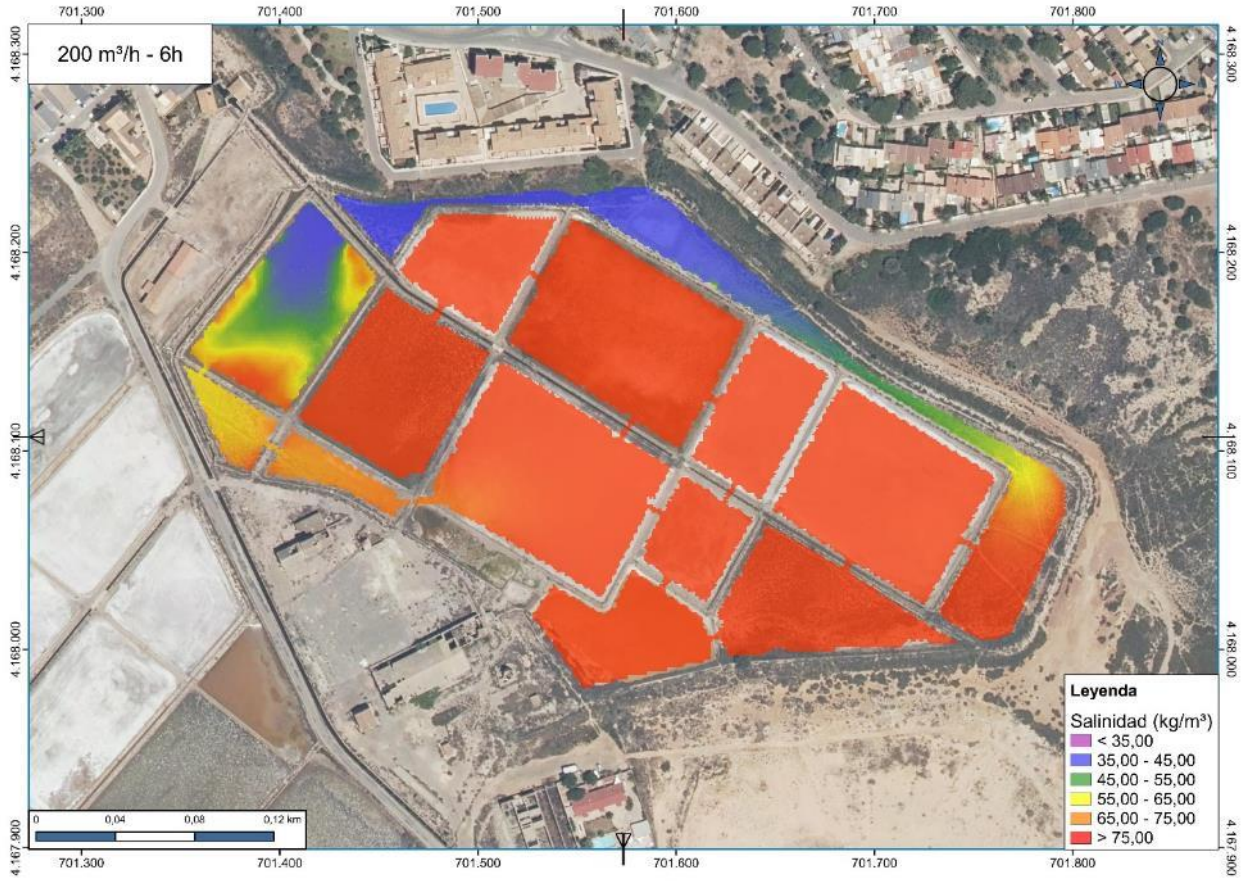 701.300 701.400 701.500 701.600 701.700 701.800
4.168.300 4.168.300
200 m³/h - 6h
4.168.200 4.168.200
4.168.100 4.168.100
4.168.000 4.168.000
Leyenda
Salinidad (kg/m³)
< 35,00
35,00 - 45,00
45,00 - 55,00
55,00 - 65,00
65,00 - 75,00
> 75,00
0 0,04 0,08 0,12 km
4.167.900 4.167.900
701.300 701.400 701.500 701.600 701.700 701.800